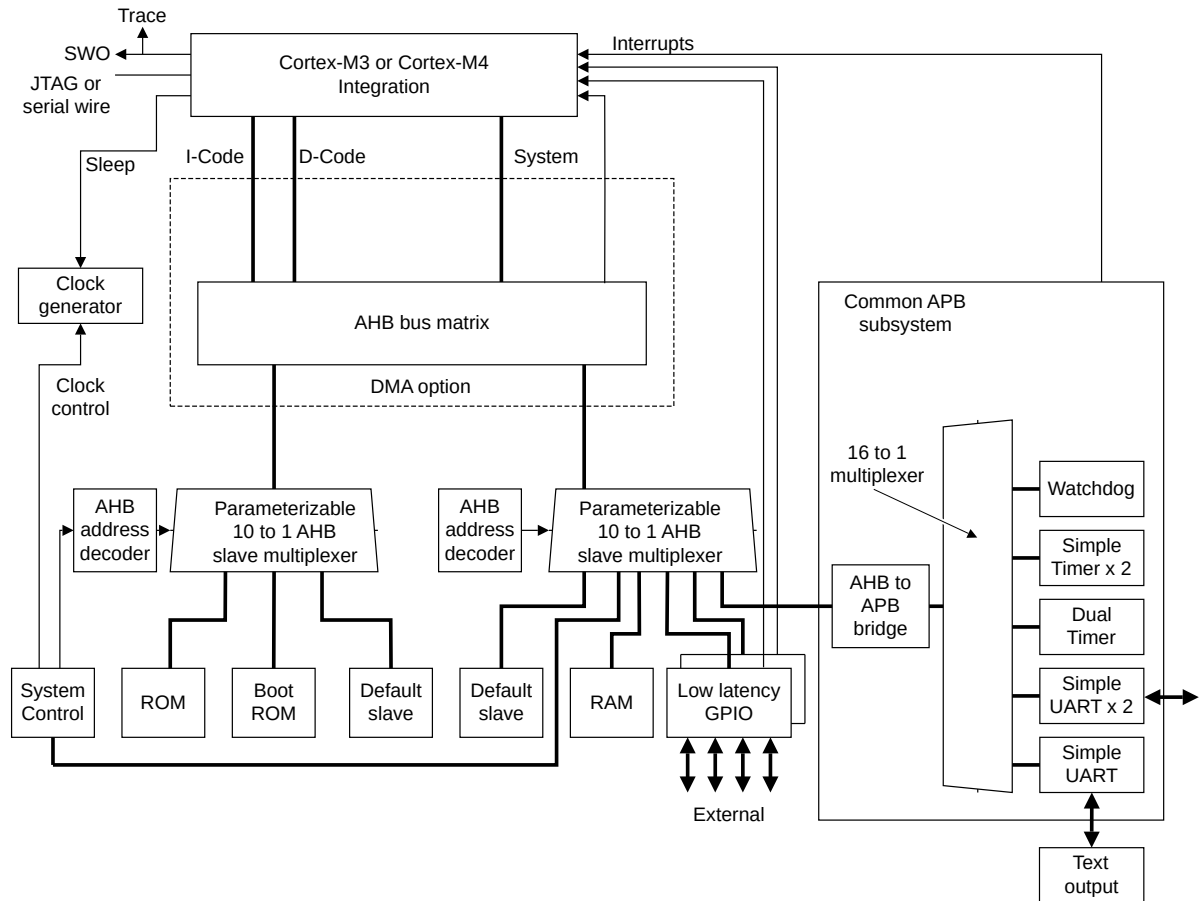 Trace
SWO
JTAG or
serial wire
Cortex-M3 or Cortex-M4
Integration
Interrupts
Sleep
I-Code
D-Code
System
Clock
generator
AHB bus matrix
DMA option
Clock
control
Common APB
subsystem
16 to 1
multiplexer
AHB
address
decoder
Parameterizable
10 to 1 AHB
slave multiplexer
AHB
address
decoder
Parameterizable
10 to 1 AHB
slave multiplexer
AHB to
APB
bridge
Watchdog
Simple
Timer x 2
Dual
Timer
Simple
UART x 2
Simple
UART
System
Control
ROM
Boot
ROM
Default
slave
Default
slave
RAM
Low latency
GPIO
External
Text
output